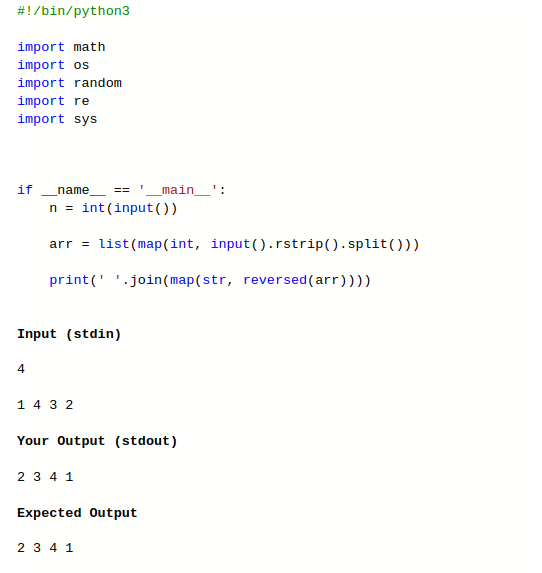 #!/bin/python3
import math
import os
import random
import re
import sys
if __name__ == '__main__':
    n = int(input())
    arr = list(map(int, input().rstrip().split()))
    print(' '.join(map(str, reversed(arr))))
Input (stdin)
4
1 4 3 2
Your Output (stdout)
2 3 4 1
Expected Output
2 3 4 1